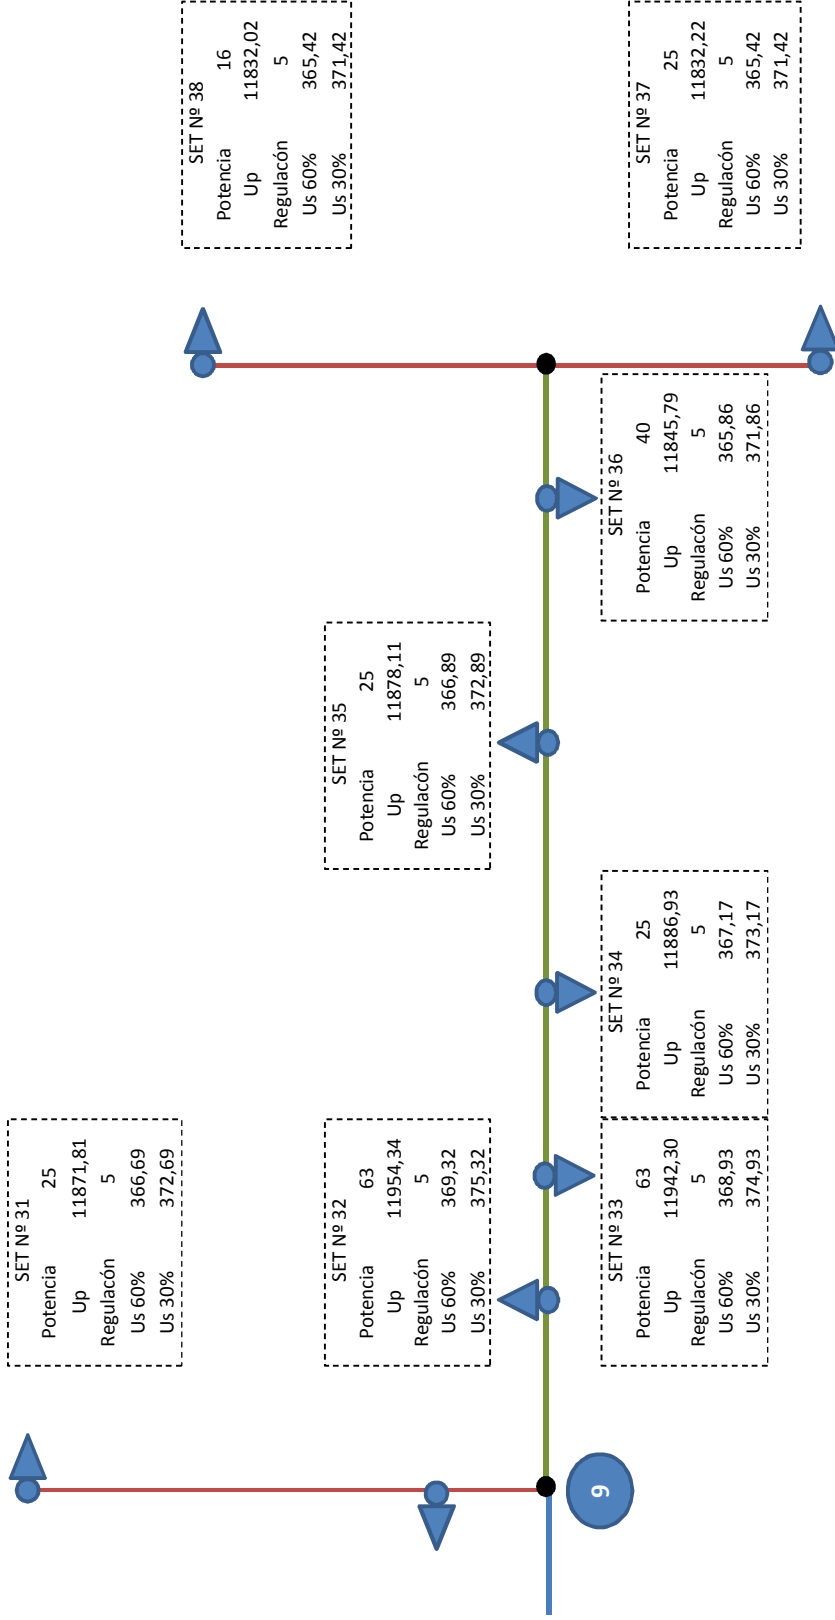 SET Nº 31
Potencia 25
Up 11871,81
Regulacón 5
Us 60% 366,69
Us 30% 372,69
SET Nº 32
Potencia 63
Up 11954,34
Regulacón 5
Us 60% 369,32
Us 30% 375,32
SET Nº 33
Potencia 63
Up 11942,30
Regulacón 5
Us 60% 368,93
Us 30% 374,93
SET Nº 34
Potencia 25
Up 11886,93
Regulacón 5
Us 60% 367,17
Us 30% 373,17
SET Nº 35
Potencia 25
Up 11878,11
Regulacón 5
Us 60% 366,89
Us 30% 372,89
SET Nº 36
Potencia 40
Up 11845,79
Regulacón 5
Us 60% 365,86
Us 30% 371,86
SET Nº 38
Potencia 16
Up 11832,02
Regulacón 5
Us 60% 365,42
Us 30% 371,42
SET Nº 37
Potencia 25
Up 11832,22
Regulacón 5
Us 60% 365,42
Us 30% 371,42
9